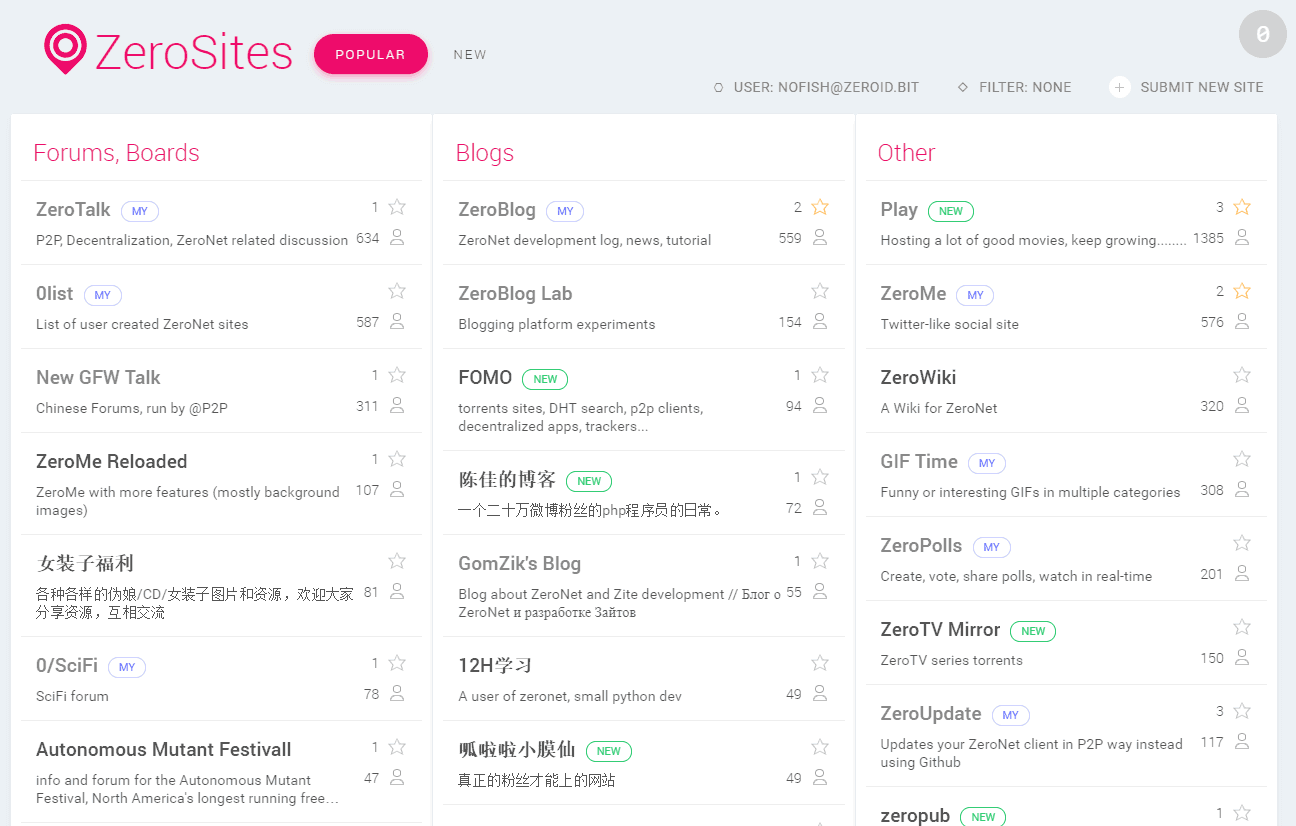 ZeroSites
POPULAR
NEW
0
USER: NOFISH@ZEROID.BIT
FILTER: NONE
SUBMIT NEW SITE
Forums, Boards
ZeroTalk MY 1
P2P, Decentralization, ZeroNet related discussion 634
0list MY
List of user created ZeroNet sites 587
New GFW Talk 1
Chinese Forums, run by @P2P 311
ZeroMe Reloaded 1
ZeroMe with more features (mostly background 107
images)
女装子福利
各种各样的伪娘/CD/女装子图片和资源，欢迎大家 81
分享资源，互相交流
0/SciFi MY 1
SciFi forum 78
Autonomous Mutant Festivall 1
info and forum for the Autonomous Mutant 47
Festival, North America's longest running free…
Blogs
ZeroBlog MY 2
ZeroNet development log, news, tutorial 559
ZeroBlog Lab
Blogging platform experiments 154
FOMO NEW 1
torrents sites, DHT search, p2p clients, 94
decentralized apps, trackers...
陈佳的博客 NEW 1
一个二十万微博粉丝的php程序员的日常。 72
GomZik's Blog 1
Blog about ZeroNet and Zite development // Блог о 55
ZeroNet и разработке Зайтов
12H学习
A user of zeronet, small python dev 49
呱啦啦小膜仙 NEW
真正的粉丝才能上的网站 49
Other
Play NEW 3
Hosting a lot of good movies, keep growing........ 1385
ZeroMe MY 2
Twitter-like social site 576
ZeroWiki
A Wiki for ZeroNet 320
GIF Time MY
Funny or interesting GIFs in multiple categories 308
ZeroPolls MY
Create, vote, share polls, watch in real-time 201
ZeroTV Mirror NEW
ZeroTV series torrents 150
ZeroUpdate MY 3
Updates your ZeroNet client in P2P way instead 117
using Github
zeropub NEW 1